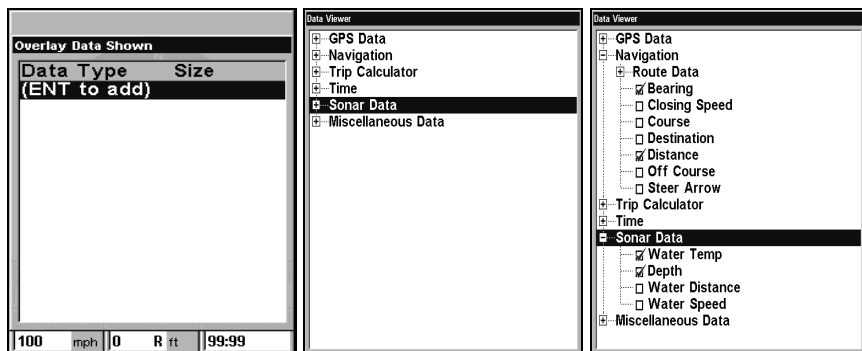 Overlay Data Shown
Data Type Size
(ENT to add)
100 mph 0 R ft 99:99
Data Viewer
GPS Data
Navigation
Trip Calculator
Time
Sonar Data
Miscellaneous Data
Data Viewer
GPS Data
Navigation
Route Data
Bearing
Closing Speed
Course
Destination
Distance
Off Course
Steer Arrow
Trip Calculator
Time
Sonar Data
Water Temp
Depth
Water Distance
Water Speed
Miscellaneous Data